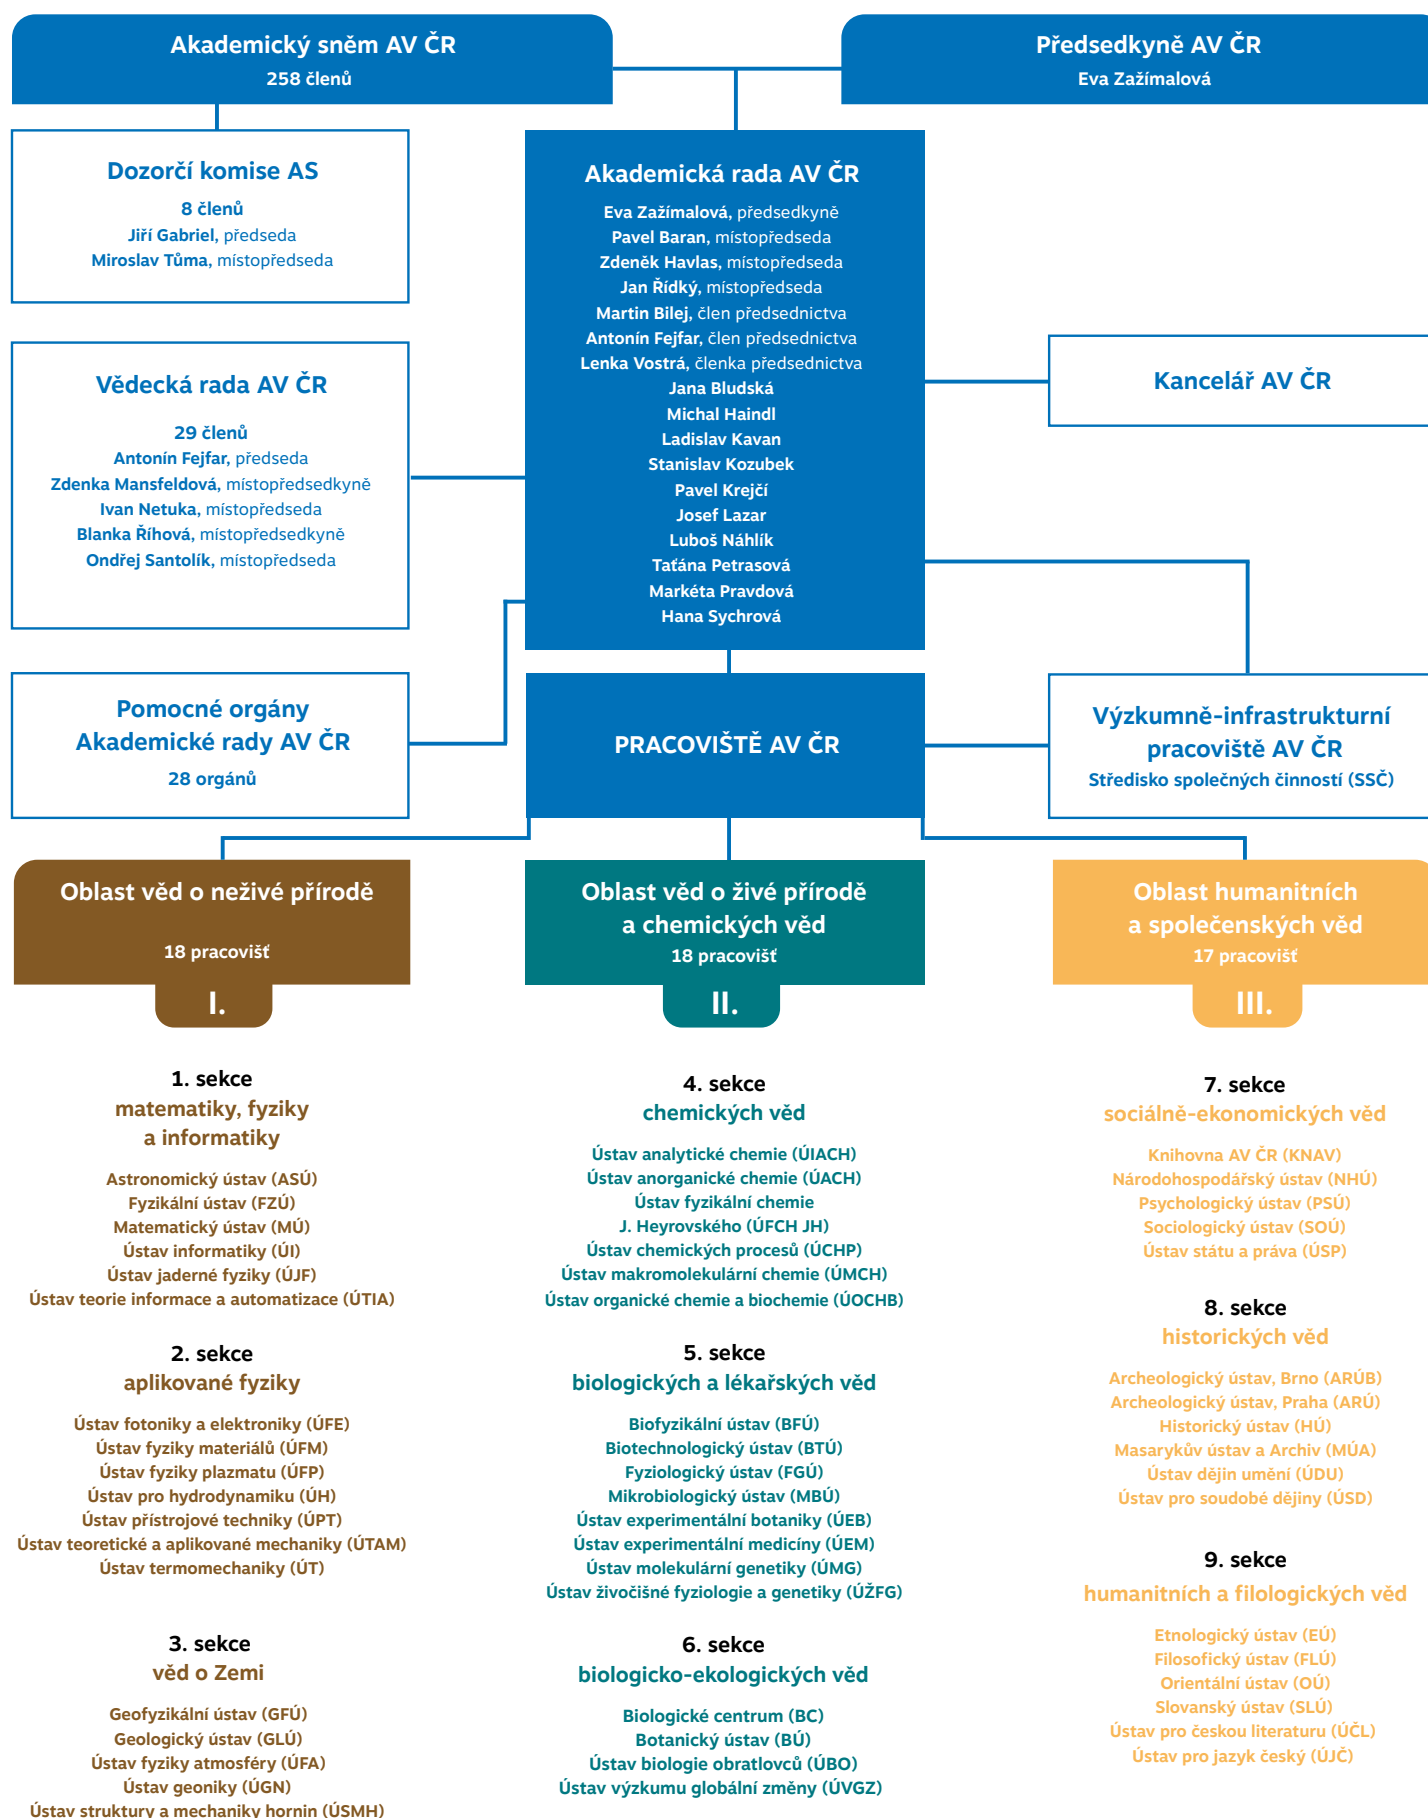 Akademický sněm AV ČR
258 členů
Předsedkyně AV ČR
Eva Zažímalová
Dozorčí komise AS
8 členů
Jiří Gabriel, předseda
Miroslav Tůma, místopředseda
Akademická rada AV ČR
Eva Zažímalová, předsedkyně
Pavel Baran, místopředseda
Zdeněk Havlas, místopředseda
Jan Řídký, místopředseda
Martin Bilej, člen předsednictva
Antonín Fejfar, člen předsednictva
Lenka Vostrá, členka předsednictva
Jana Bludská
Michal Haindl
Ladislav Kavan
Stanislav Kozubek
Pavel Krejčí
Josef Lazar
Luboš Náhlík
Taťána Petrasová
Markéta Pravdová
Hana Sychrová
Vědecká rada AV ČR
29 členů
Antonín Fejfar, předseda
Zdenka Mansfeldová, místopředsedkyně
Ivan Netuka, místopředseda
Blanka Říhová, místopředsedkyně
Ondřej Santolík, místopředseda
Kancelář AV ČR
Pomocné orgány
Akademické rady AV ČR
28 orgánů
PRACOVIŠTĚ AV ČR
Výzkumně-infrastrukturní
pracoviště AV ČR
Středisko společných činností (SSČ)
Oblast věd o neživé přírodě
18 pracovišť
I.
1. sekce
matematiky, fyziky
a informatiky
Astronomický ústav (ASÚ)
Fyzikální ústav (FZÚ)
Matematický ústav (MÚ)
Ústav informatiky (ÚI)
Ústav jaderné fyziky (ÚJF)
Ústav teorie informace a automatizace (ÚTIA)
2. sekce
aplikované fyziky
Ústav fotoniky a elektroniky (ÚFE)
Ústav fyziky materiálů (ÚFM)
Ústav fyziky plazmatu (ÚFP)
Ústav pro hydrodynamiku (ÚH)
Ústav přístrojové techniky (ÚPT)
Ústav teoretické a aplikované mechaniky (ÚTAM)
Ústav termomechaniky (ÚT)
3. sekce
věd o Zemi
Geofyzikální ústav (GFÚ)
Geologický ústav (GLÚ)
Ústav fyziky atmosféry (ÚFA)
Ústav geoniky (ÚGN)
Ústav struktury a mechaniky hornin (ÚSMH)
Oblast věd o živé přírodě
a chemických věd
18 pracovišť
II.
4. sekce
chemických věd
Ústav analytické chemie (ÚIACH)
Ústav anorganické chemie (ÚACH)
Ústav fyzikální chemie
J. Heyrovského (ÚFCH JH)
Ústav chemických procesů (ÚCHP)
Ústav makromolekulární chemie (ÚMCH)
Ústav organické chemie a biochemie (ÚOCHB)
5. sekce
biologických a lékařských věd
Biofyzikální ústav (BFÚ)
Biotechnologický ústav (BTÚ)
Fyziologický ústav (FGÚ)
Mikrobiologický ústav (MBÚ)
Ústav experimentální botaniky (ÚEB)
Ústav experimentální medicíny (ÚEM)
Ústav molekulární genetiky (ÚMG)
Ústav živočišné fyziologie a genetiky (ÚŽFG)
6. sekce
biologicko-ekologických věd
Biologické centrum (BC)
Botanický ústav (BÚ)
Ústav biologie obratlovců (ÚBO)
Ústav výzkumu globální změny (ÚVGZ)
Oblast humanitních
a společenských věd
17 pracovišť
III.
7. sekce
sociálně-ekonomických věd
Knihovna AV ČR (KNAV)
Národohospodářský ústav (NHÚ)
Psychologický ústav (PSÚ)
Sociologický ústav (SOÚ)
Ústav státu a práva (ÚSP)
8. sekce
historických věd
Archeologický ústav, Brno (ARÚB)
Archeologický ústav, Praha (ARÚ)
Historický ústav (HÚ)
Masarykův ústav a Archiv (MÚA)
Ústav dějin umění (ÚDU)
Ústav pro soudobé dějiny (ÚSD)
9. sekce
humanitních a filologických věd
Etnologický ústav (EÚ)
Filosofický ústav (FLÚ)
Orientální ústav (OÚ)
Slovanský ústav (SLÚ)
Ústav pro českou literaturu (ÚČL)
Ústav pro jazyk český (ÚJČ)